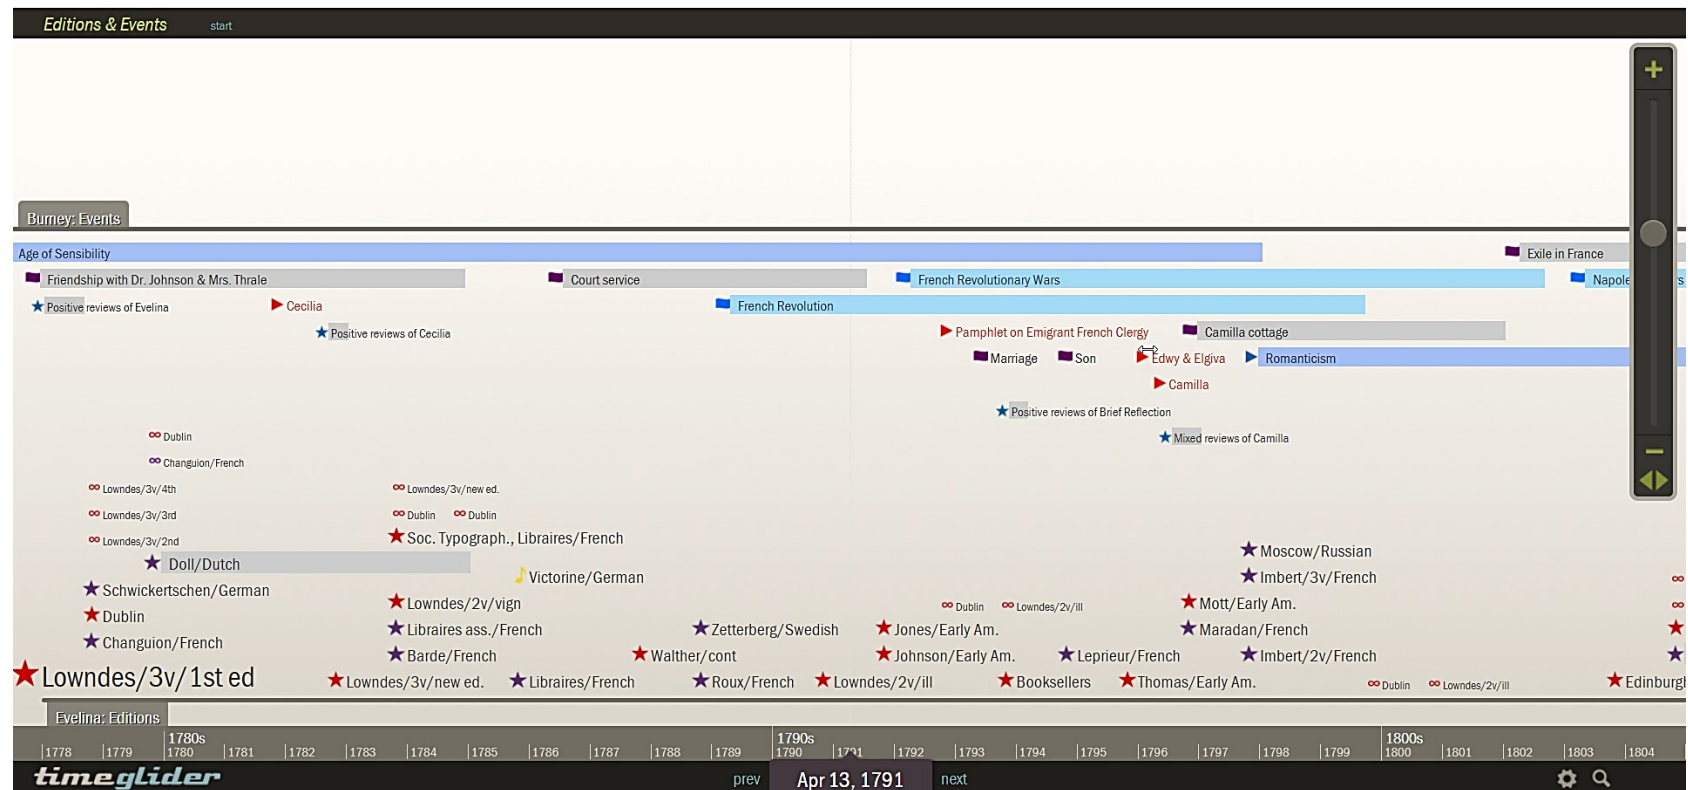 Editions & Events start
Burney: Events
Age of Sensibility
Exile in France
Friendship with Dr. Johnson & Mrs. Thrale Court service French Revolutionary Wars
Positive reviews of Evelina Cecilia French Revolution
Positive reviews of Cecilia Pamphlet on Emigrant French Clergy Camilla cottage
Marriage Son Edwy & Elgiva Romanticism
Camilla
Positive reviews of Brief Reflection
Dublin Mixed reviews of Camilla
Changuion/French
Lowndes/3v/4th Lowndes/3v/new ed.
Lowndes/3v/3rd Dublin Dublin
Lowndes/3v/2nd Soc. Typograph., Libraires/French
Moscow/Russian
Doll/Dutch
Victorine/German Imbert/3v/French
Schwickertschen/German
Lowndes/2v/vign Dublin Lowndes/2v/ill Mott/Early Am.
Dublin
Libraires ass./French Zetterberg/Swedish Jones/Early Am. Maradan/French
Changuion/French
Barde/French Walther/cont Johnson/Early Am. Leprieur/French Imbert/2v/French
Lowndes/3v/1st ed Lowndes/3v/new ed. Libraires/French Roux/French Lowndes/2v/ill Booksellers Thomas/Early Am. Dublin Lowndes/2v/ill
Evelina: Editions
1780s 1790s 1800s
1778 1779 1780 1781 1782 1783 1784 1785 1786 1787 1788 1789 1790 1791 1792 1793 1794 1795 1796 1797 1798 1799 1800 1801 1802 1803 1804
timeglider prev Apr 13, 1791 next